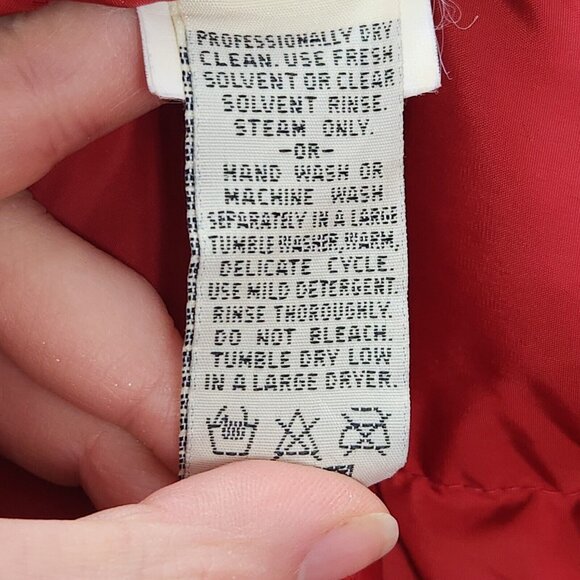 PROFESSIONALLY DRY
CLEAN. USE FRESH
SOLVENT OR CLEAR
SOLVENT RINSE.
STEAM ONLY.
-OR-
HAND WASH OR
MACHINE WASH
SEPARATELY IN A LARGE
TUMBLE WASHER, WARM,
DELICATE CYCLE.
USE MILD DETERGENT.
RINSE THOROUGHLY.
DO NOT BLEACH.
TUMBLE DRY LOW
IN A LARGE DRYER.